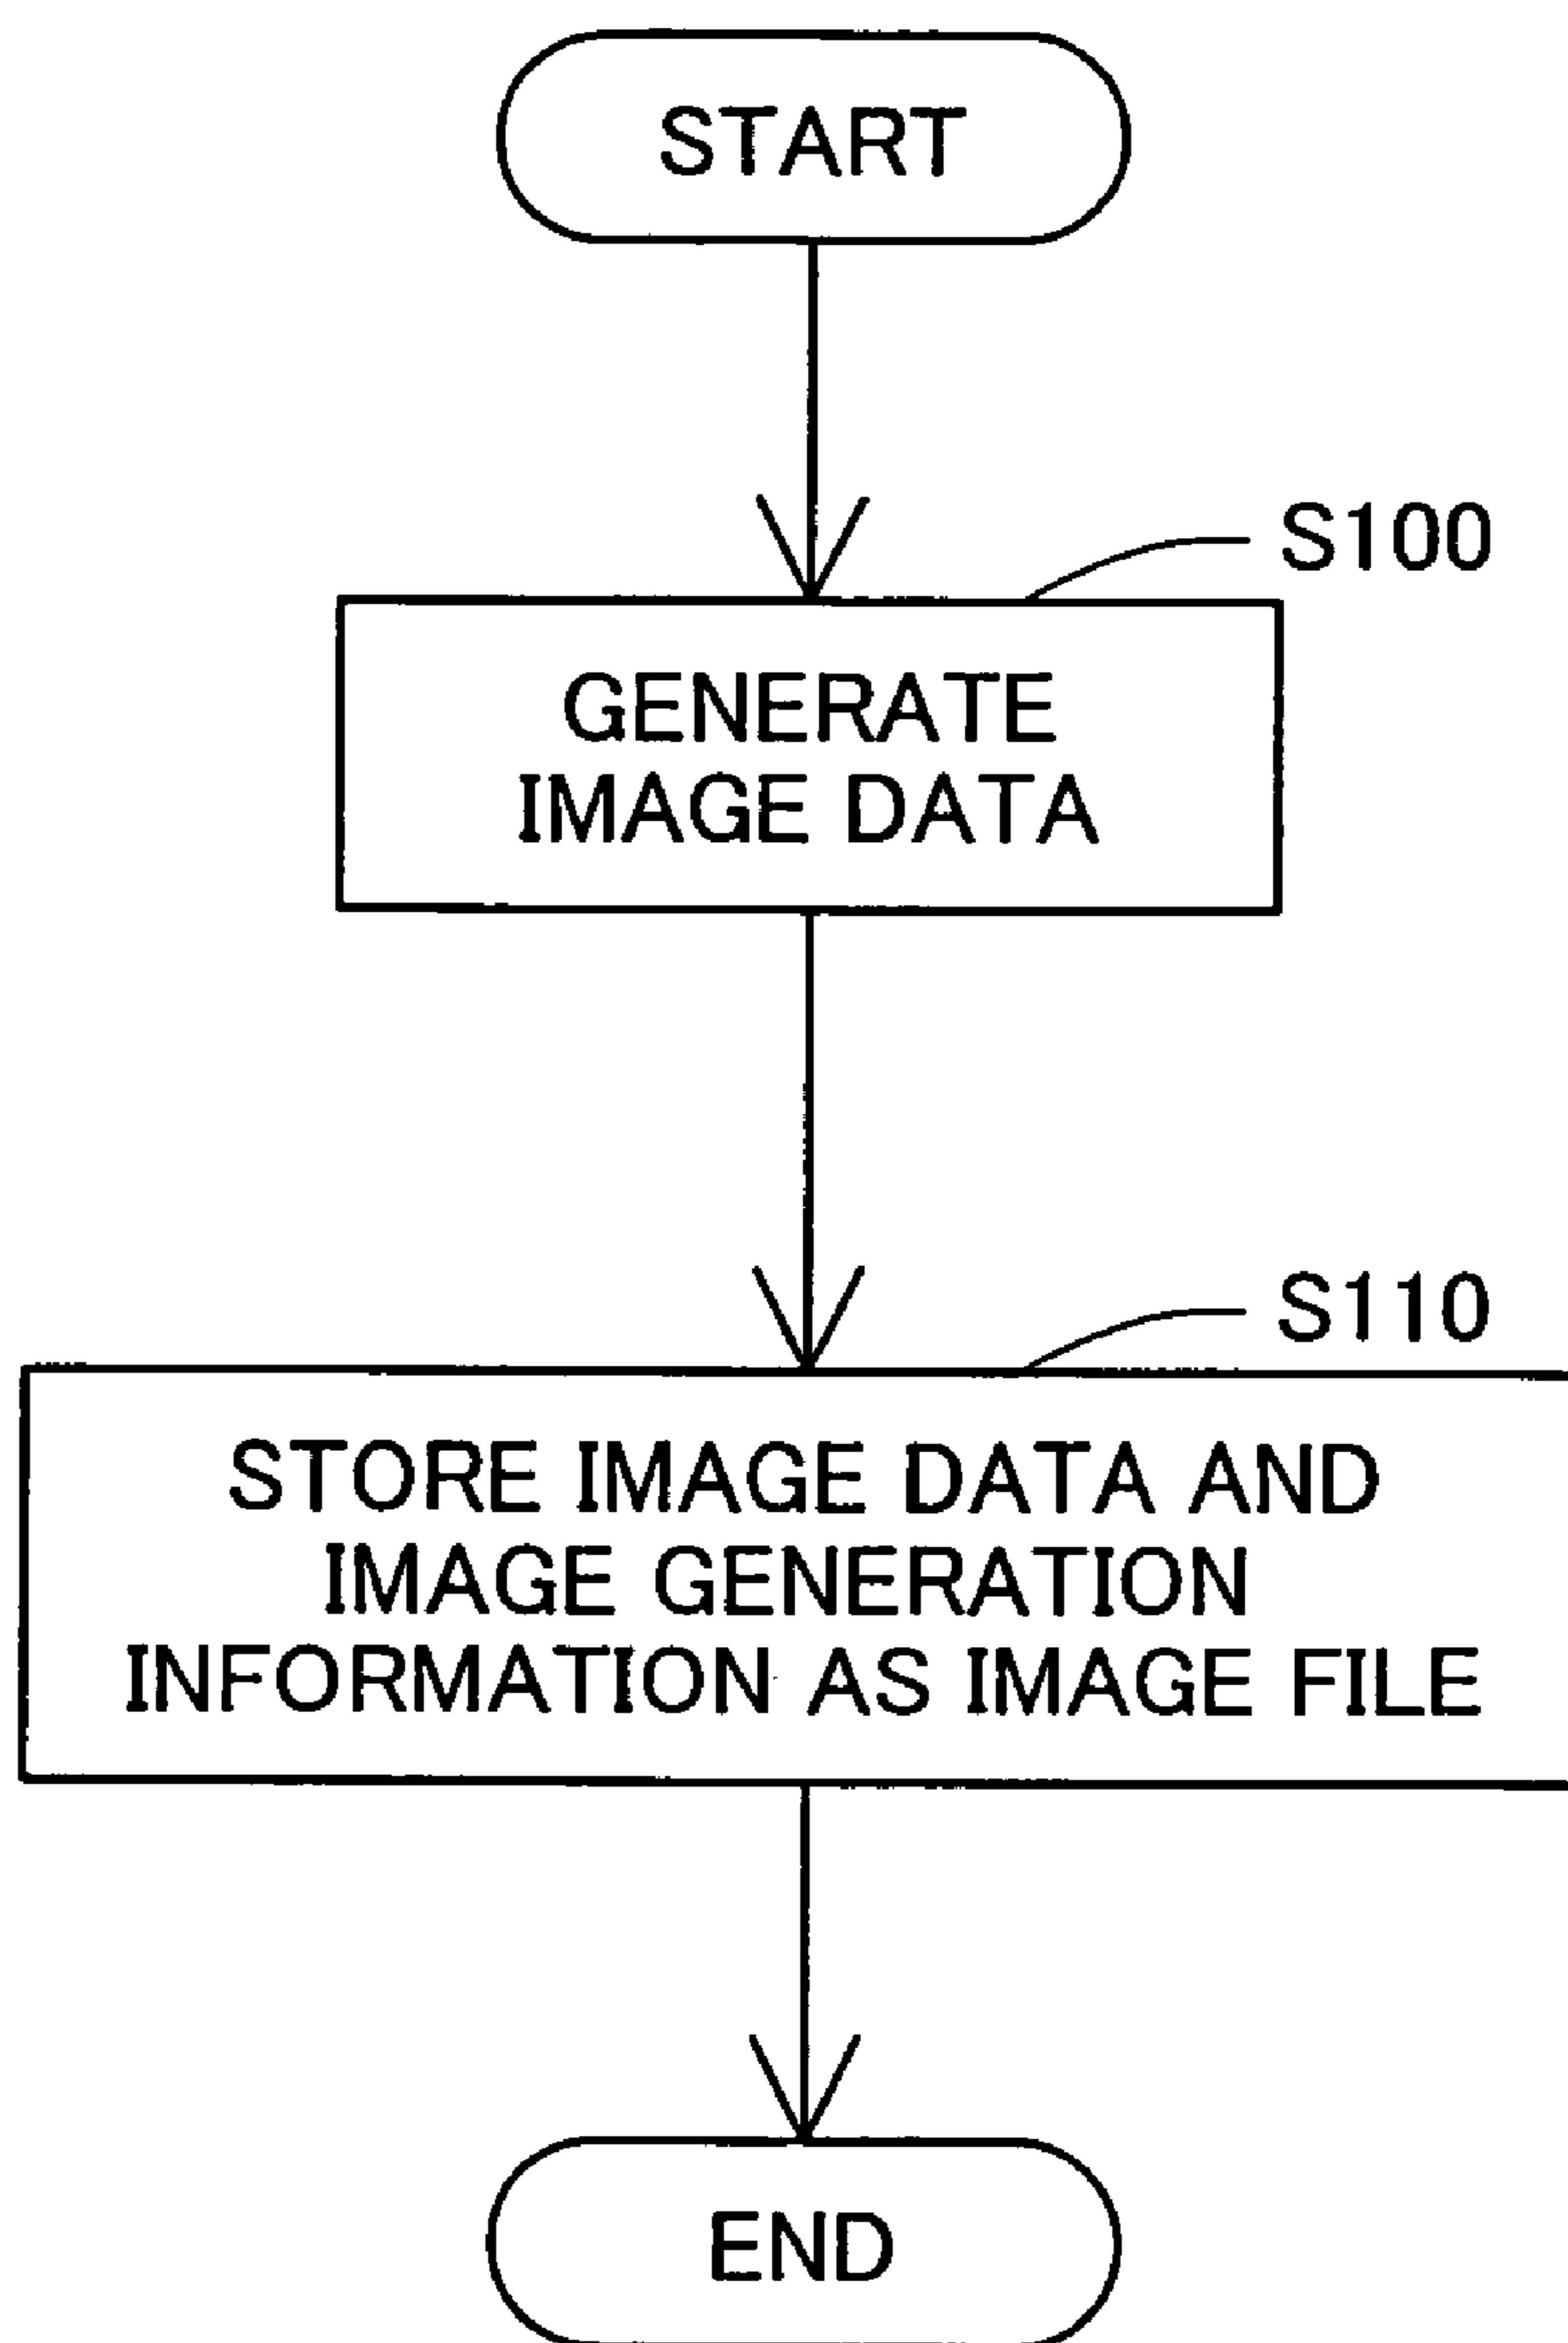 START
S100
GENERATE
IMAGE DATA
S110
STORE IMAGE DATA AND
IMAGE GENERATION
INFORMATION AS IMAGE FILE
END